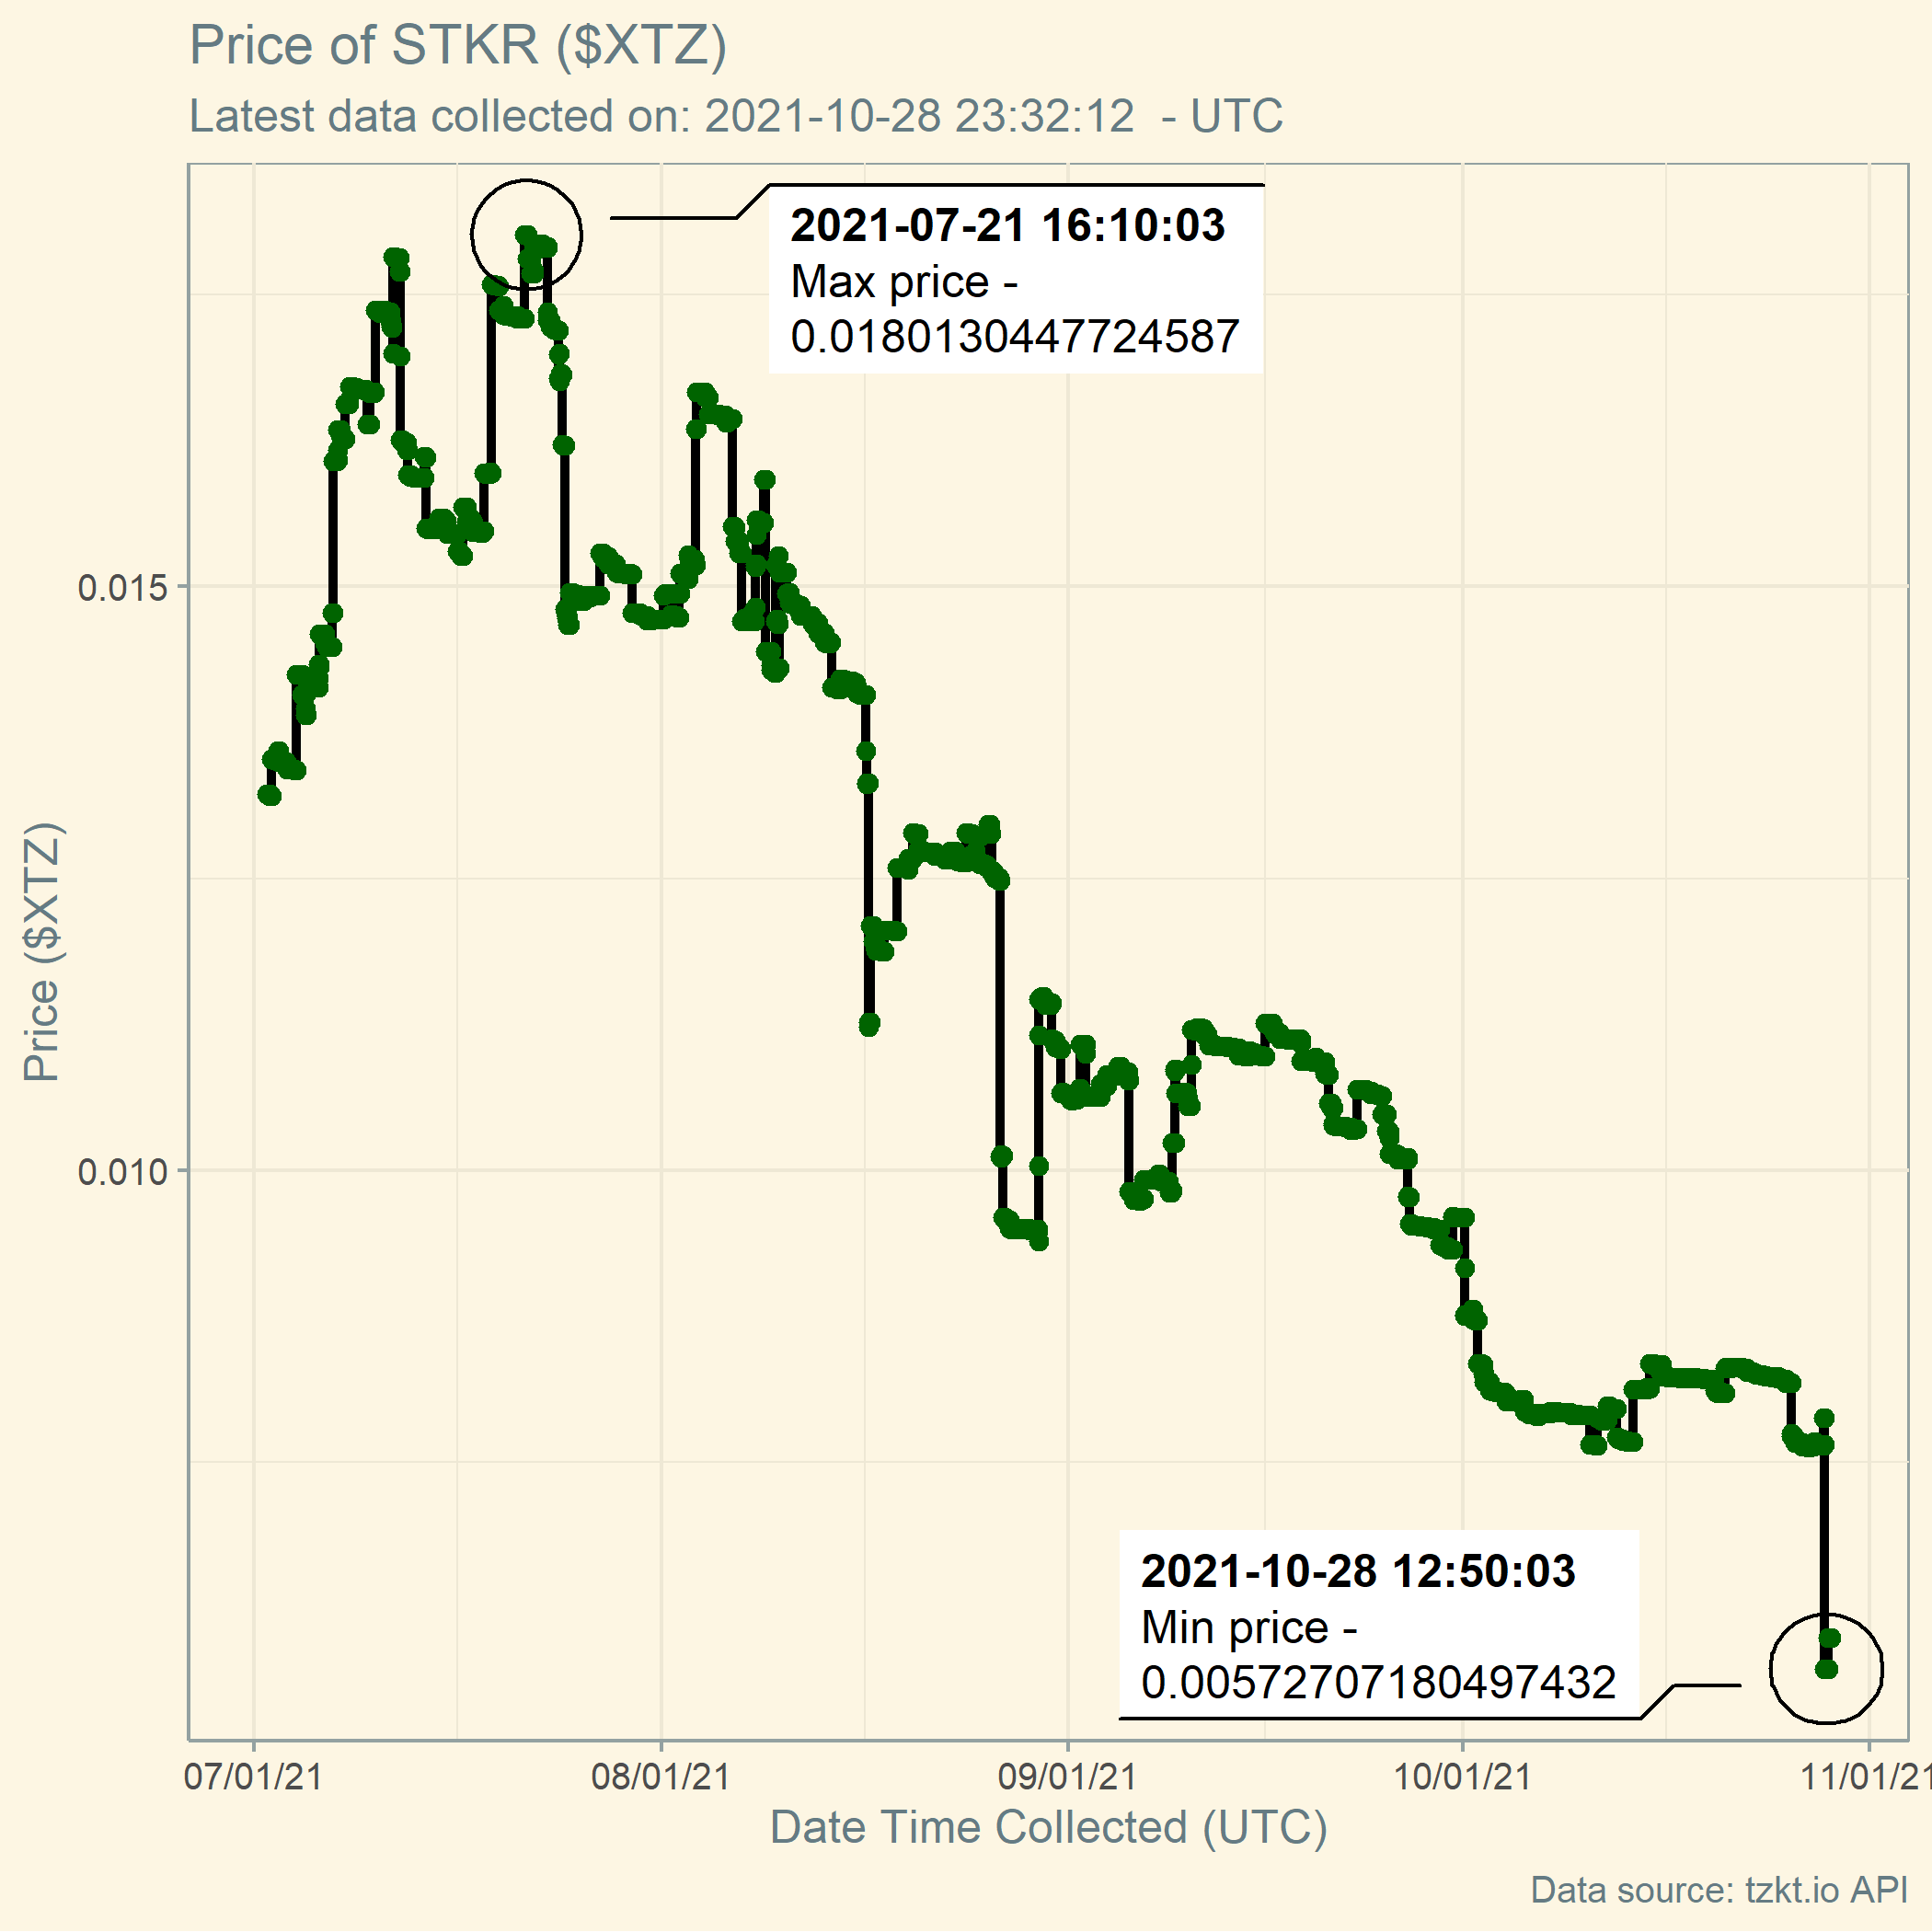 Price of STKR ($XTZ)
Latest data collected on: 2021-10-28 23:32:12  - UTC
2021-07-21 16:10:03
Max price -
0.0180130447724587
0.015
Price ($XTZ)
0.010
2021-10-28 12:50:03
Min price -
0.00572707180497432
07/01/21
08/01/21
09/01/21
10/01/21
11/01/21
Date Time Collected (UTC)
Data source: tzkt.io API